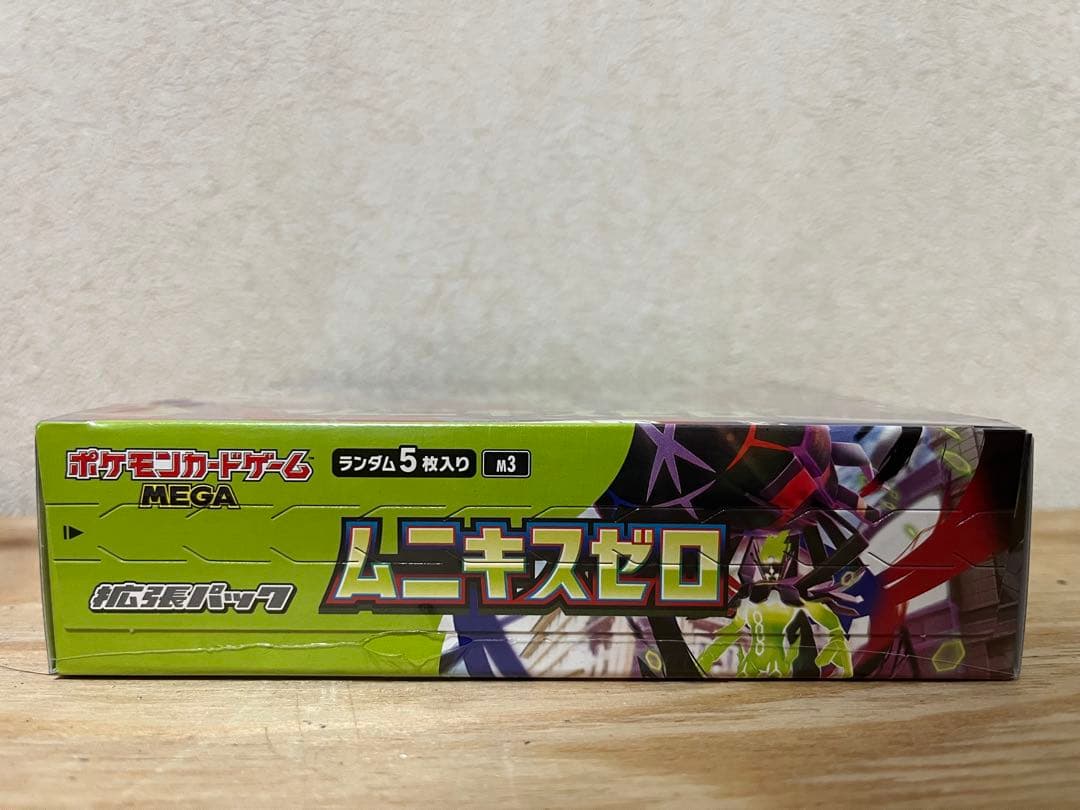 ポケモンカードゲーム
MEGA
ランダム5枚入り
M3
ムニキスゼロ
拡張パック